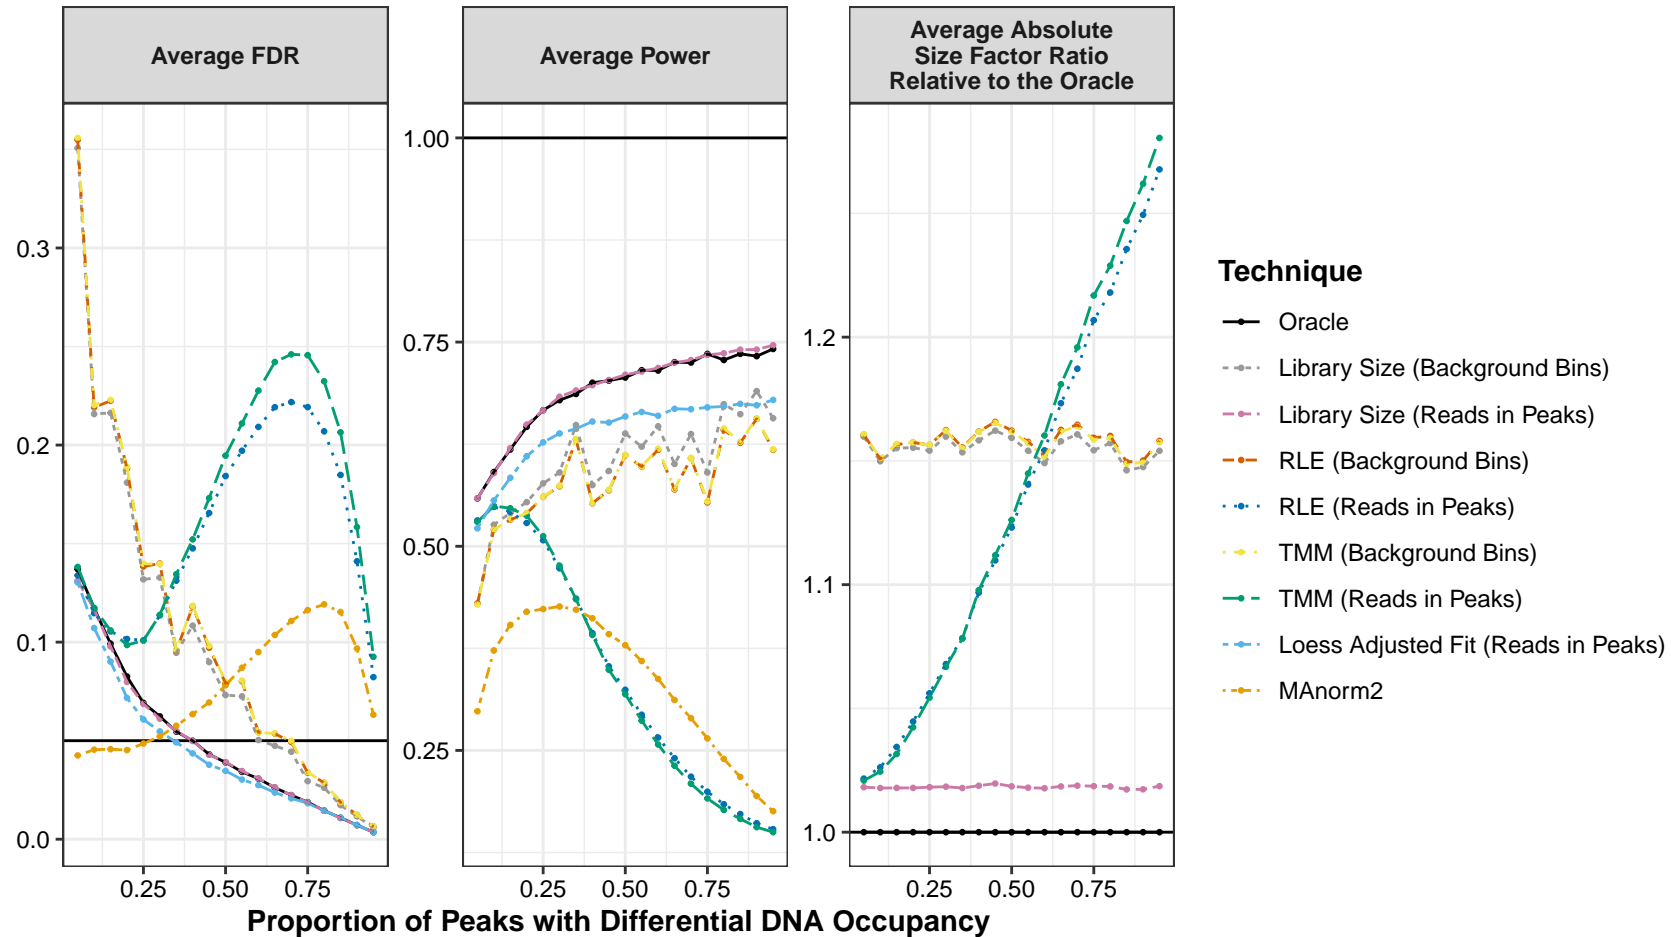 Average FDR
Average Power
Average Absolute
Size Factor Ratio
Relative to the Oracle
0.3
0.2
0.1
0.0
1.00
0.75
0.50
0.25
1.2
1.1
1.0
0.25 0.50 0.75
0.25 0.50 0.75
0.25 0.50 0.75
Proportion of Peaks with Differential DNA Occupancy
Technique
Oracle
Library Size (Background Bins)
Library Size (Reads in Peaks)
RLE (Background Bins)
RLE (Reads in Peaks)
TMM (Background Bins)
TMM (Reads in Peaks)
Loess Adjusted Fit (Reads in Peaks)
MAnorm2